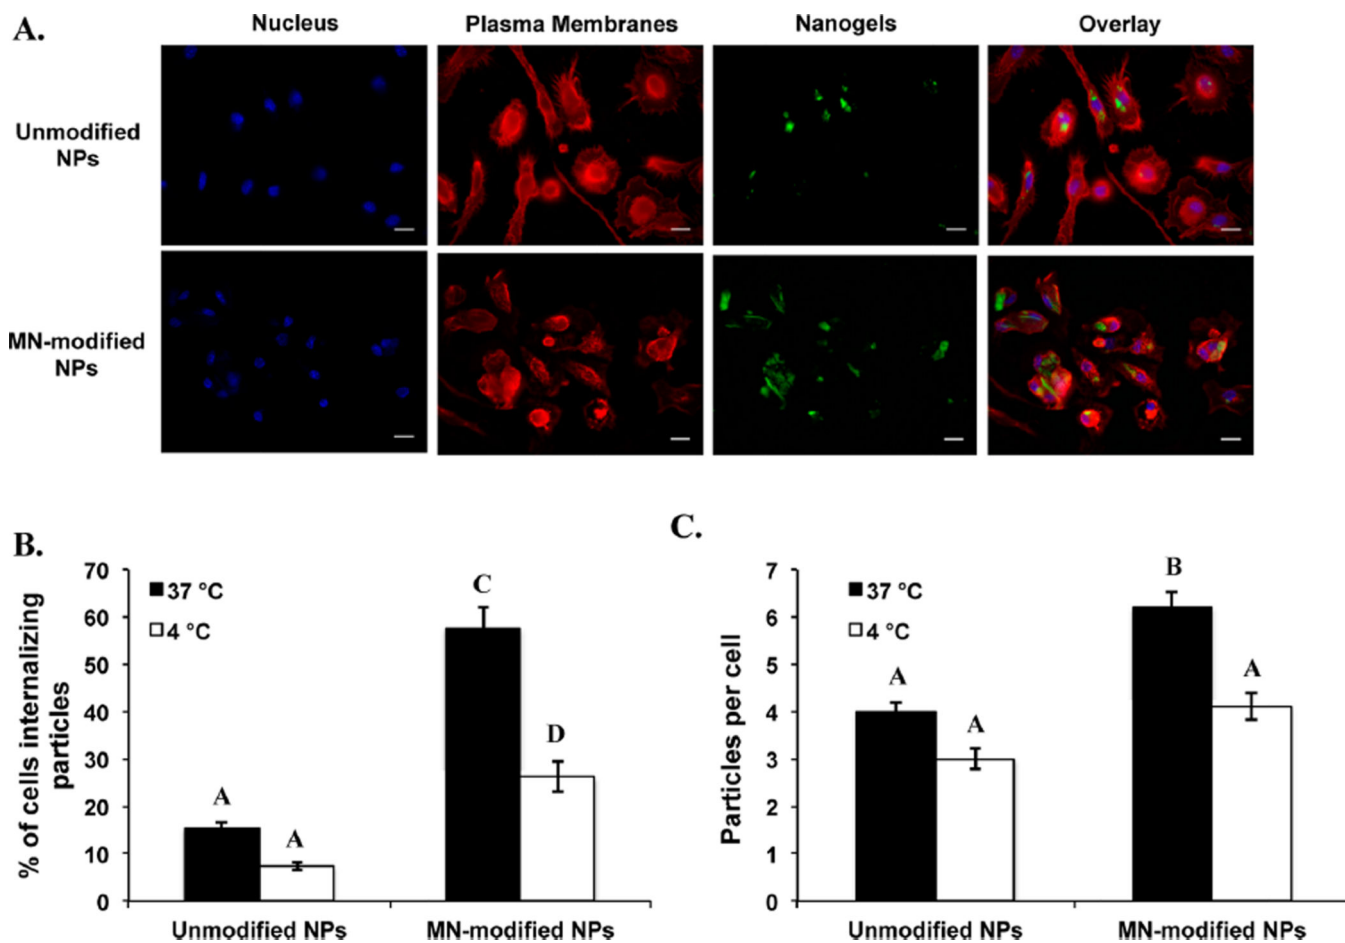 A.
Nucleus
Plasma Membranes
Nanogels
Overlay
Unmodified
NPs
MN-modified
NPs
B.
% of cells internalizing
particles
70
60
50
40
30
20
10
0
37 °C
4 °C
A
A
C
D
Unmodified NPs
MN-modified NPs
C.
Particles per cell
7
6
5
4
3
2
1
0
37 °C
4 °C
A
A
B
A
Unmodified NPs
MN-modified NPs